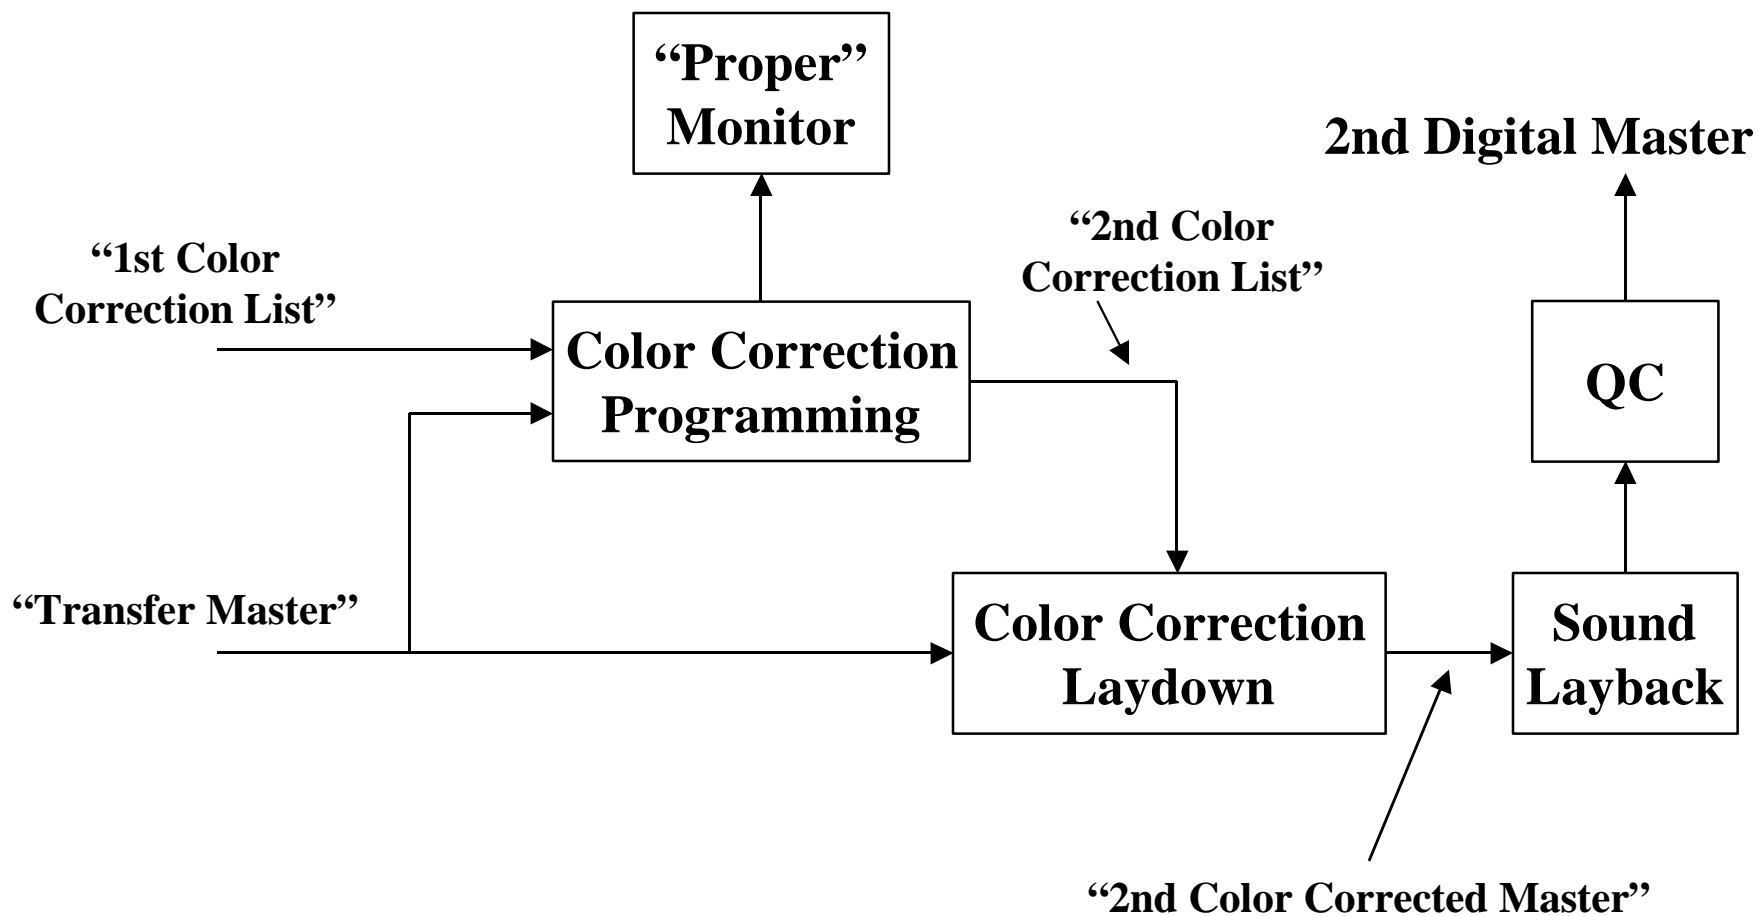 “Proper”
Monitor
2nd Digital Master
“1st Color
Correction List”
“2nd Color
Correction List”
Color Correction
Programming
QC
“Transfer Master”
Color Correction
Laydown
Sound
Layback
“2nd Color Corrected Master”